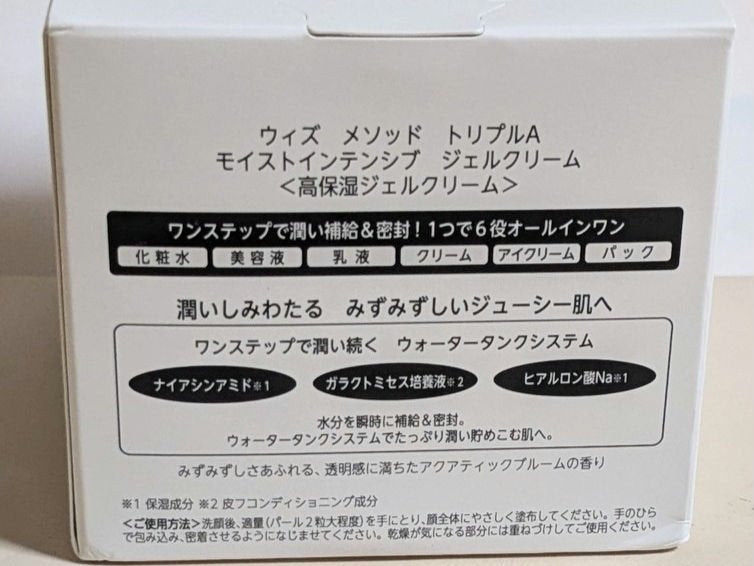 ウィズ メソッド トリプルA
モイストインテンシブ ジェルクリーム
＜高保湿ジェルクリーム＞
ワンステップで潤い補給＆密封！1つで6役オールインワン
化粧水 美容液 乳液 クリーム アイクリーム パック
潤いしみわたる みずみずしいジューシー肌へ
ワンステップで潤い続く ウォータータンクシステム
ナイアシンアミド※1 ガラクトミセス培養液※2 ヒアルロン酸Na※1
水分を瞬時に補給＆密封。
ウォータータンクシステムでたっぷり潤い貯めこむ肌へ。
みずみずしさあふれる、透明感に満ちたアクアティックブルームの香り
※1 保湿成分 ※2 皮フコンディショニング成分
＜ご使用方法＞洗顔後、適量（パール2粒大程度）を手にとり、顔全体にやさしく塗布してください。手のひら
で包み込み、密着させるようになじませてください。乾燥が気になる部分には重ねづけしてご使用ください。